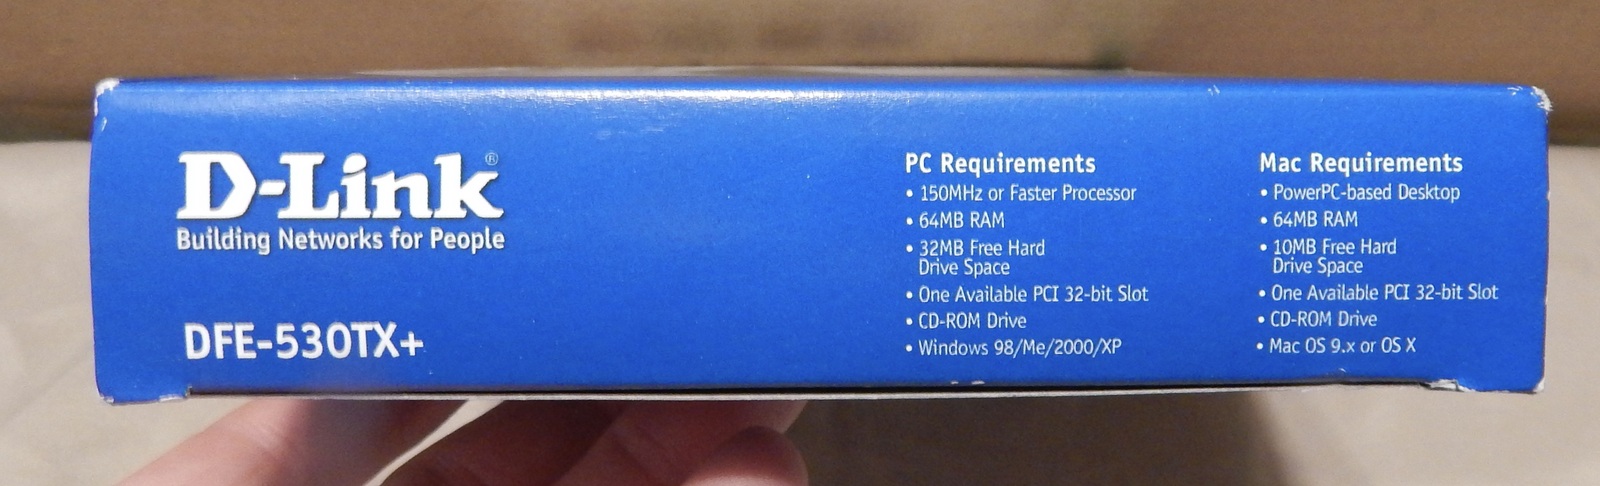 D-Link®
Building Networks for People
DFE-530TX+
PC Requirements
• 150MHz or Faster Processor
• 64MB RAM
• 32MB Free Hard
Drive Space
• One Available PCI 32-bit Slot
• CD-ROM Drive
• Windows 98/Me/2000/XP
Mac Requirements
• PowerPC-based Desktop
• 64MB RAM
• 10MB Free Hard
Drive Space
• One Available PCI 32-bit Slot
• CD-ROM Drive
• Mac OS 9.x or OS X